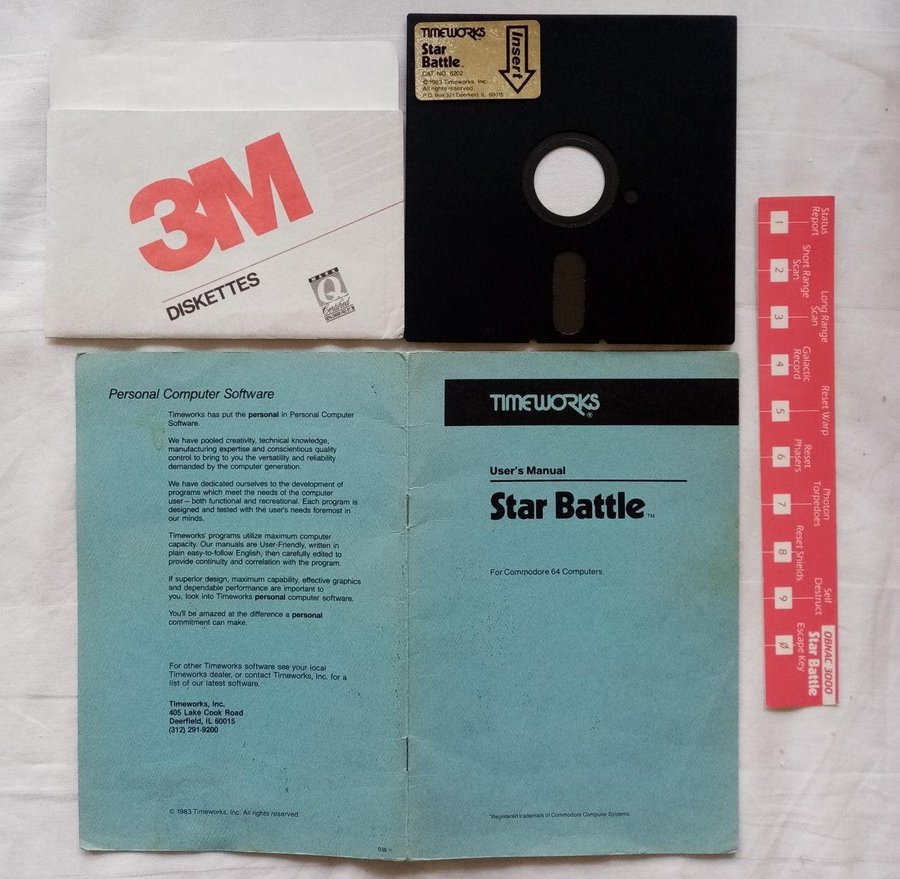 3M
DISKETTES
MARK
Q
Certified
TIMEWORKS
Star
Battle™
CAT. NO. 5202
© 1983 Timeworks, Inc.
All rights reserved.
P.O. Box 321 Deerfield, IL 60015
Insert
Personal Computer Software
Timeworks has put the personal in Personal Computer
Software.
We have pooled creativity, technical knowledge,
manufacturing expertise and conscientious quality
control to bring to you the versatility and reliability
demanded by the computer generation.
We have dedicated ourselves to the development of
programs which meet the needs of the computer
user—both functional and recreational. Each program is
designed and tested with the user's needs foremost in
our minds.
Timeworks' programs utilize maximum computer
capacity. Our manuals are User-Friendly, written in
plain easy-to-follow English, then carefully edited to
provide continuity and correlation with the program.
If superior design, maximum capability, effective graphics
and dependable performance are important to
you, look into Timeworks personal computer software.
You'll be amazed at the difference a personal
commitment can make.
For other Timeworks software see your local
Timeworks dealer, or contact Timeworks, Inc. for a
list of our latest software.
Timeworks, Inc.
405 Lake Cook Road
Deerfield, IL 60015
(312) 291-9200
© 1983 Timeworks, Inc. All rights reserved
TIMEWORKS®
User's Manual
Star Battle™
For Commodore 64 Computers.
*Registered trademark of Commodore Computer Systems
Status
Report
1
Short Range
Scan
2
Long Range
Scan
3
Galactic
Record
4
Reset Warp
5
Reset
Phasers
6
Photon
Torpedoes
7
Reset Shields
8
Self
Destruct
9
Escape Key
Ø
OBNAC 3000
Star Battle